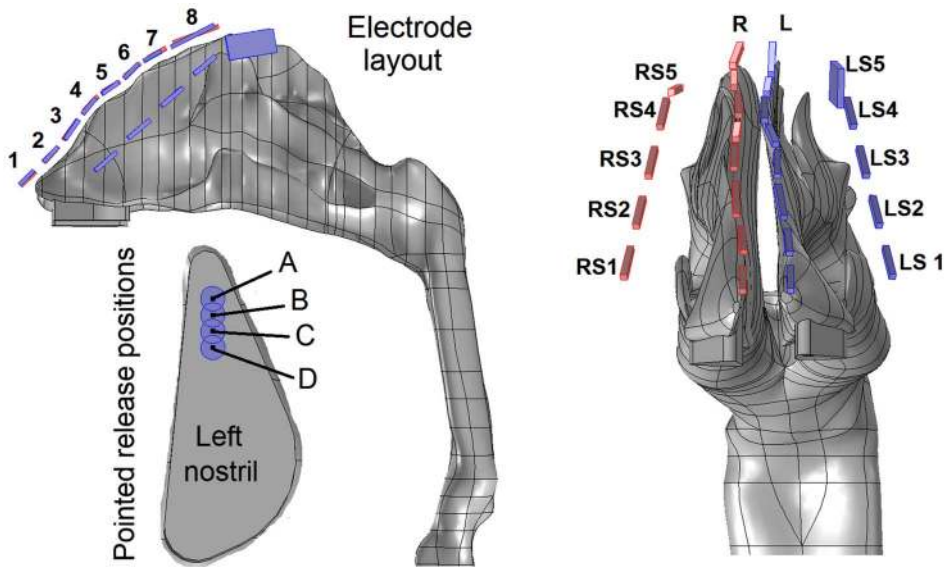 1
2
3
4
5
6
7
8
Electrode
layout
Pointed release positions
A
B
C
D
Left
nostril
R L
RS5
RS4
RS3
RS2
RS1
LS5
LS4
LS3
LS2
LS 1